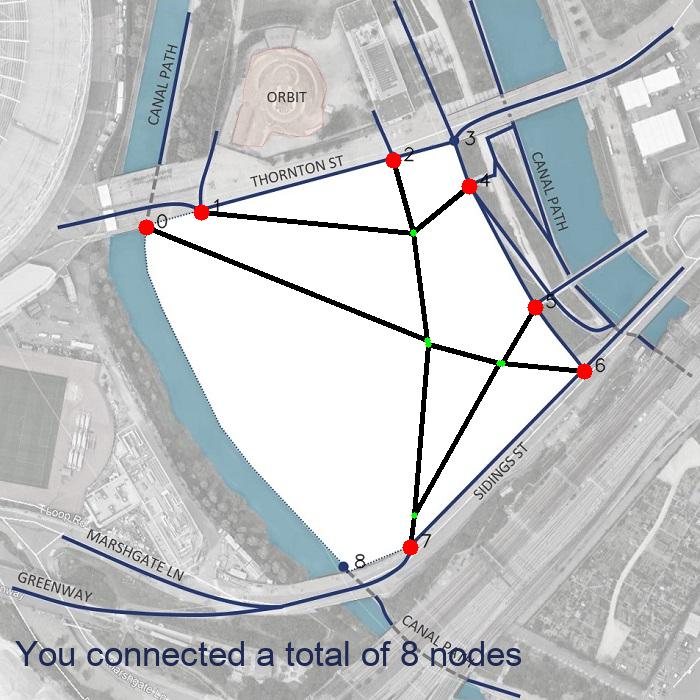 CANAL PATH
ORBIT
3
2
THORNTON ST
4
CANAL PATH
1
0
5
6
SIDINGS ST
7
8
MARSHGATE LN
GREENWAY
CANAL PATH
You connected a total of 8 nodes